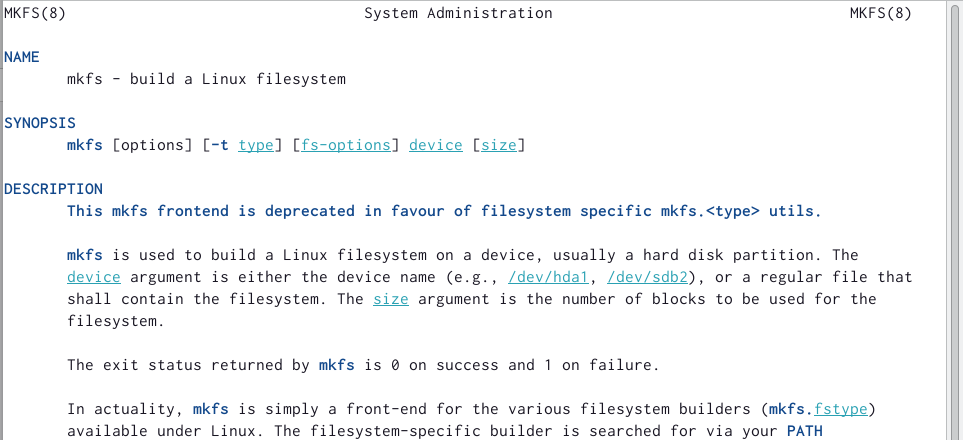 MKFS(8) System Administration MKFS(8)
NAME
mkfs - build a Linux filesystem
SYNOPSIS
mkfs [options] [-t type] [fs-options] device [size]
DESCRIPTION
This mkfs frontend is deprecated in favour of filesystem specific mkfs.<type> utils.
mkfs is used to build a Linux filesystem on a device, usually a hard disk partition. The
device argument is either the device name (e.g., /dev/hda1, /dev/sdb2), or a regular file that
shall contain the filesystem. The size argument is the number of blocks to be used for the
filesystem.
The exit status returned by mkfs is 0 on success and 1 on failure.
In actuality, mkfs is simply a front-end for the various filesystem builders (mkfs.fstype)
available under Linux. The filesystem-specific builder is searched for via your PATH